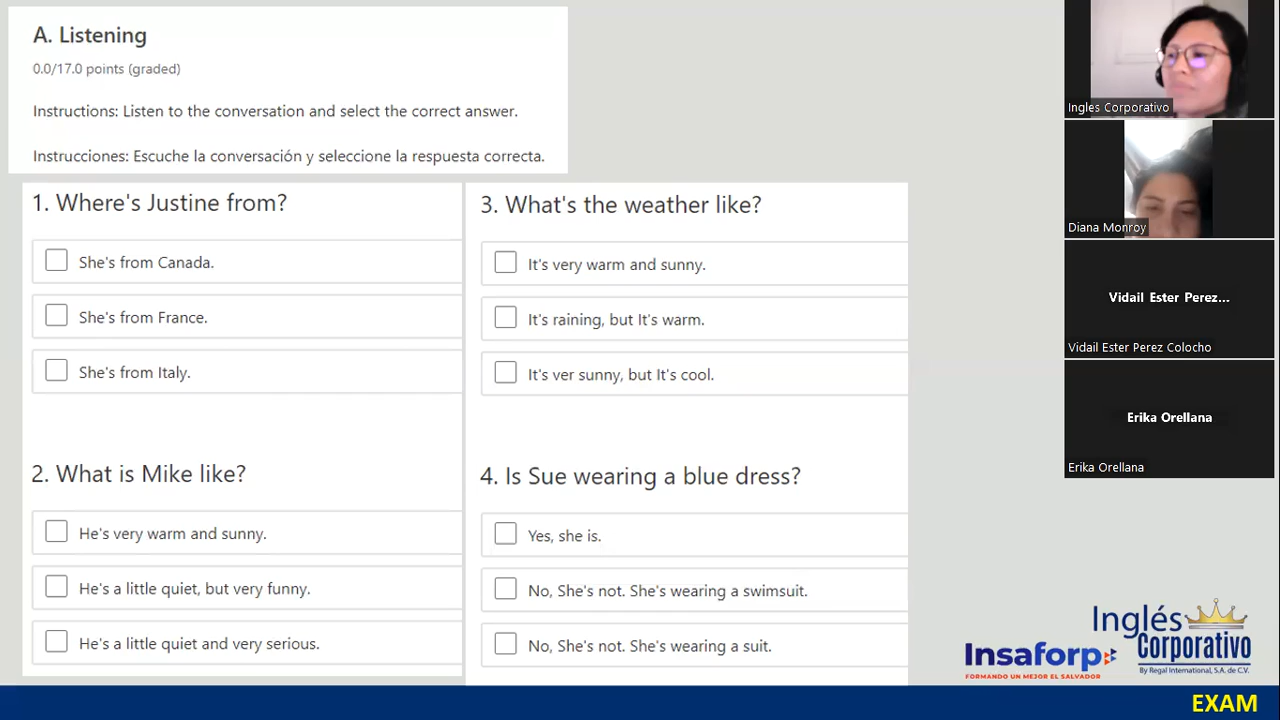 A. Listening
0.0/17.0 points (graded)
Instructions: Listen to the conversation and select the correct answer.
Instrucciones: Escuche la conversación y seleccione la respuesta correcta.
1. Where's Justine from?
She's from Canada.
She's from France.
She's from Italy.
2. What is Mike like?
He's very warm and sunny.
He's a little quiet, but very funny.
He's a little quiet and very serious.
3. What's the weather like?
It's very warm and sunny.
It's raining, but It's warm.
It's ver sunny, but It's cool.
4. Is Sue wearing a blue dress?
Yes, she is.
No, She's not. She's wearing a swimsuit.
No, She's not. She's wearing a suit.
Ingles Corporativo
Diana Monroy
Vidail Ester Perez...
Vidail Ester Perez Colocho
Erika Orellana
Erika Orellana
Insaforp
FORMANDO UN MEJOR EL SALVADOR
Inglés
Corporativo
By Regal International, S.A. de C.V.
EXAM